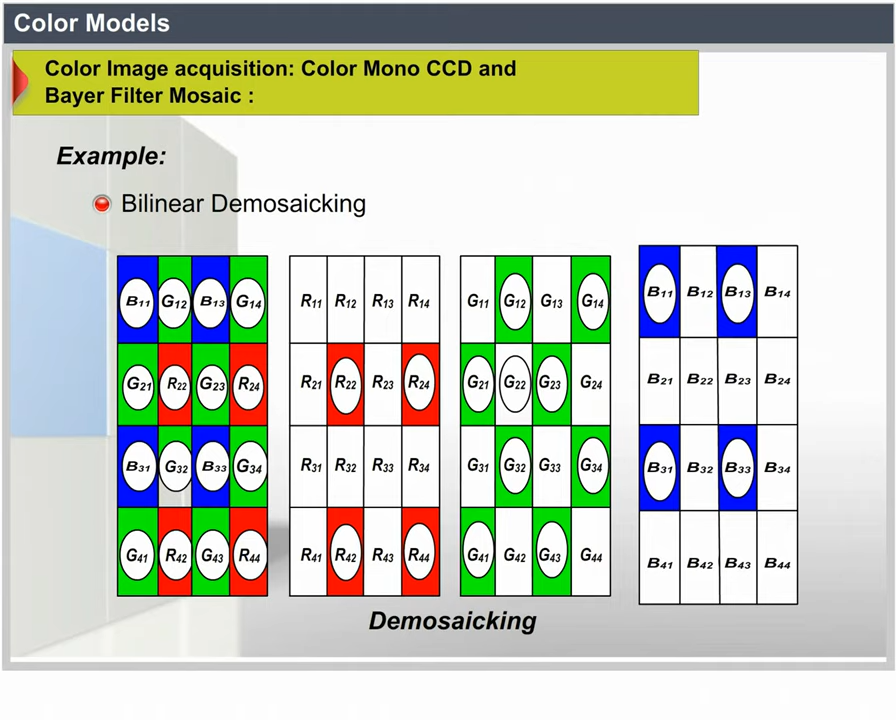 Color Models
Color Image acquisition: Color Mono CCD and
Bayer Filter Mosaic :
Example:
Bilinear Demosaicking
B11 G12 B13 G14 R11 R12 R13 R14 G11 G12 G13 G14 B11 B12 B13 B14
G21 R22 G23 R24 R21 R22 R23 R24 G21 G22 G23 G24 B21 B22 B23 B24
B31 G32 B33 G34 R31 R32 R33 R34 G31 G32 G33 G34 B31 B32 B33 B34
G41 R42 G43 R44 R41 R42 R43 R44 G41 G42 G43 G44 B41 B42 B43 B44
Demosaicking